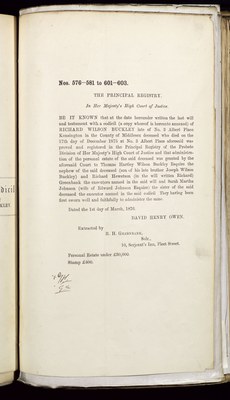 Nos. 576–581 to 601–603.
THE PRINCIPAL REGISTRY.
In Her Majesty's High Court of Justice.
BE IT KNOWN that at the date hereunder written the last will
and testament with a codicil (a copy whereof is hereunto annexed) of
RICHARD WILSON BUCKLEY late of No. 2 Albert Place
Kensington in the County of Middlesex deceased who died on the
17th day of December 1875 at No. 2 Albert Place aforesaid was
proved and registered in the Principal Registry of the Probate
Division of Her Majesty's High Court of Justice and that administra-
tion of the personal estate of the said deceased was granted by the
aforesaid Court to Thomas Hartley Wilson Buckley Esquire the
nephew of the said deceased (son of his late brother Joseph Wilson
Buckley) and Richard Howarton (in the will written Richard)
Greenbank the executors named in the said will and Sarah Martha
Johnson (wife of Edward Johnson Esquire) the sister of the said
deceased the executrix named in the said codicil They having been
first sworn well and faithfully to administer the same.
Dated the 1st day of March, 1876.
DAVID HENRY OWEN.
Extracted by
R. H. GREENBANK,
Solr.,
Serjeant's Inn, Fleet Street.
Personal Estate under £30,000.
Stamp £350.